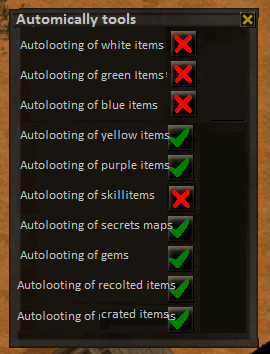 Automically tools
Autolooting of white items
Autolooting of green Items
Autolooting of blue items
Autolooting of yellow items
Autolooting of purple items
Autolooting of skillitems
Autolooting of secrets maps
Autolooting of gems
Autolooting of recolted items
Autolooting of crated items